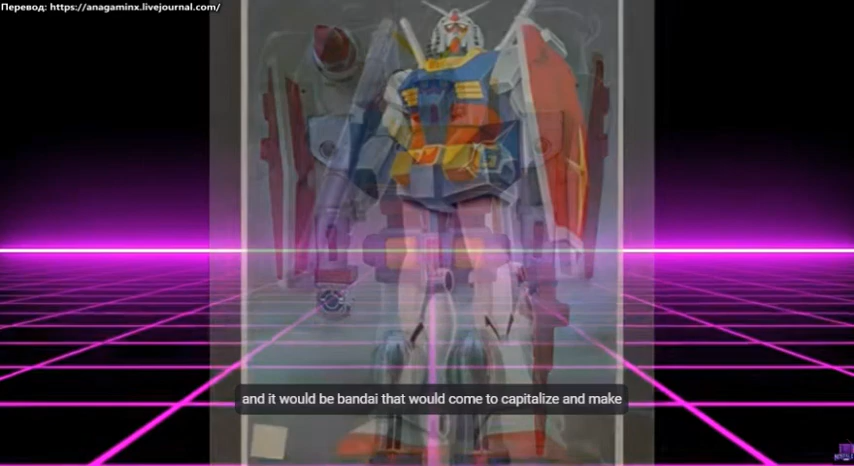 Перевод: https://anagaminx.livejournal.com/
and it would be bandai that would come to capitalize and make